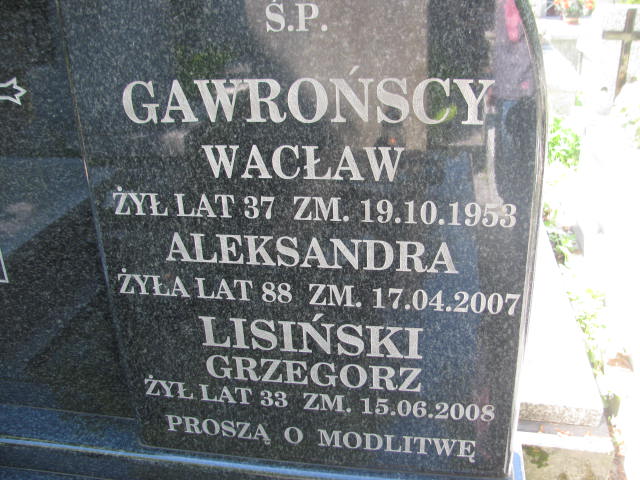 Ś.P.
GAWROŃSCY
WACŁAW
ŻYŁ LAT 37 ZM. 19.10.1953
ALEKSANDRA
ŻYŁA LAT 88 ZM. 17.04.2007
LISIŃSKI
GRZEGORZ
ŻYŁ LAT 33 ZM. 15.06.2008
PROSZĄ O MODLITWĘ